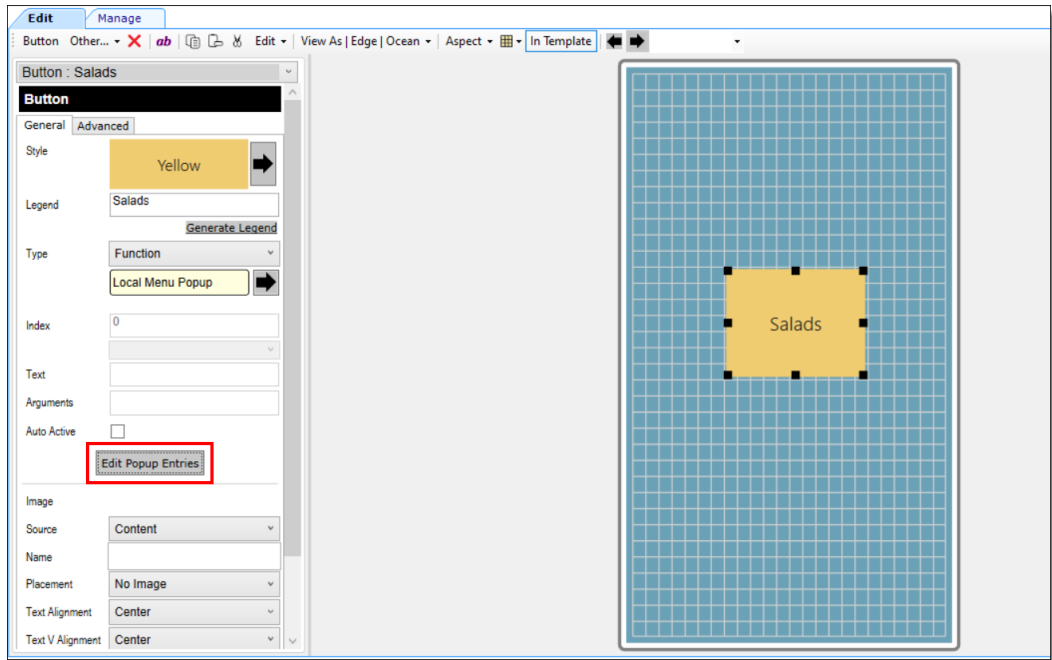 Edit Manage
Button Other... ab Edit View As | Edge | Ocean Aspect In Template
Button : Salads
Button
General Advanced
Style Yellow
Legend Salads
Generate Legend
Type Function
Local Menu Popup
Index 0
Text
Arguments
Auto Active
Edit Popup Entries
Image
Source Content
Name
Placement No Image
Text Alignment Center
Text V Alignment Center
Salads